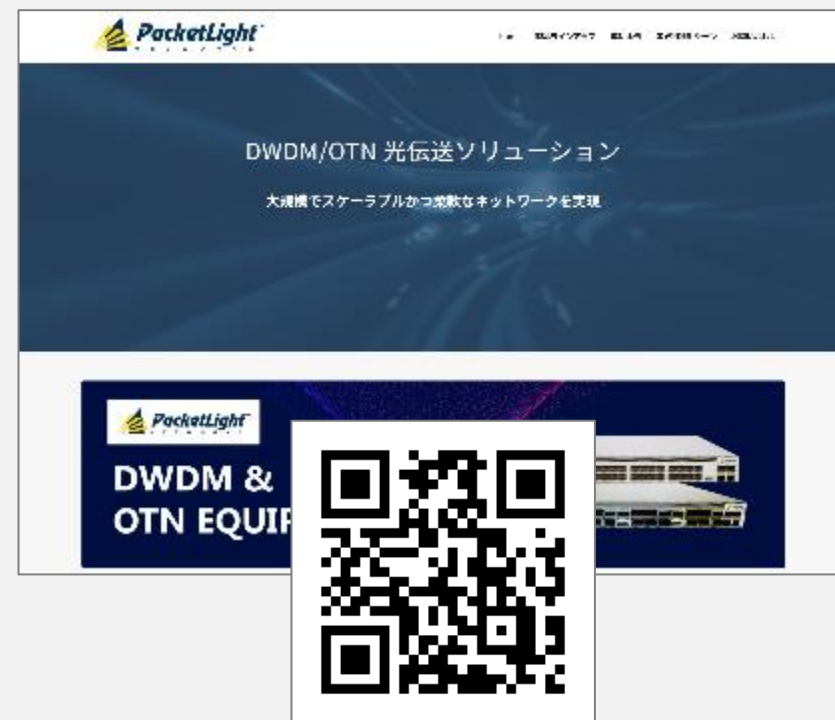 PacketLight
DWDM/OTN 光伝送ソリューション
大規模でスケーラブルかつ柔軟なネットワークを実現
PacketLight
DWDM &
OTN EQUIP